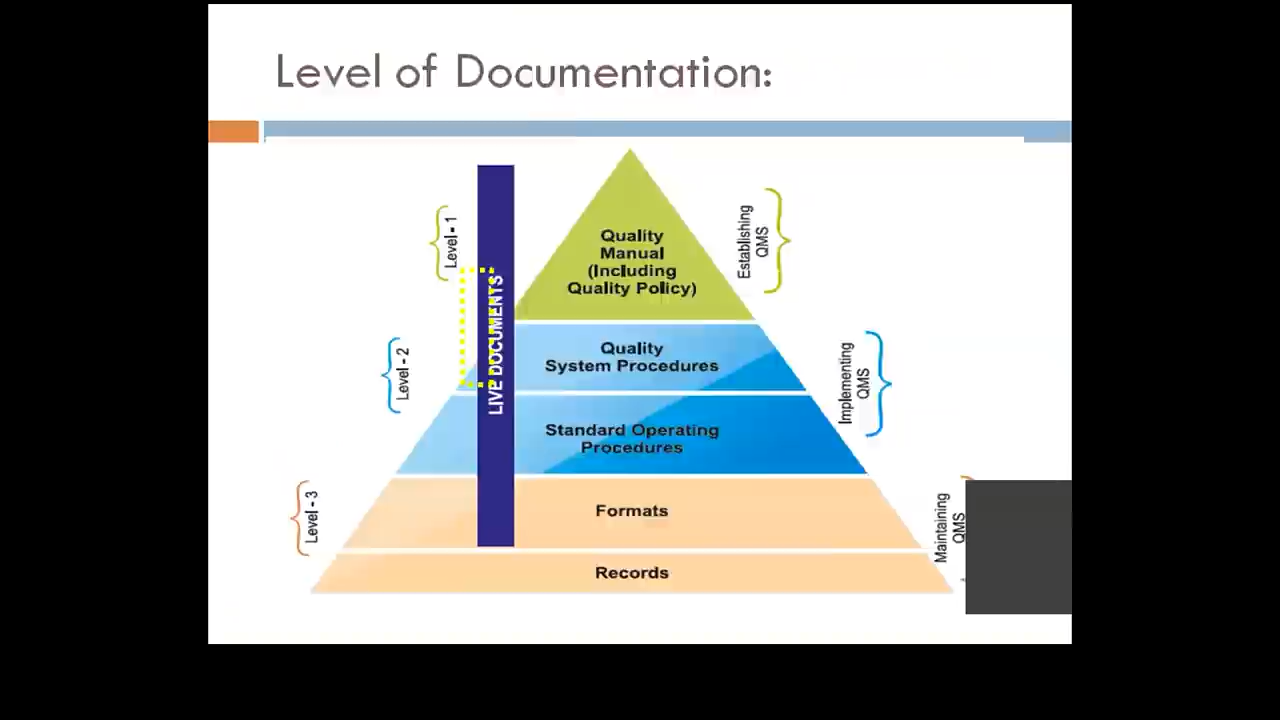 Level of Documentation:
Level - 1
LIVE DOCUMENTS
Quality
Manual
(Including
Quality Policy)
Establishing
QMS
Level - 2
Quality
System Procedures
Implementing
QMS
Standard Operating
Procedures
Level - 3
Formats
Maintaining
QMS
Records